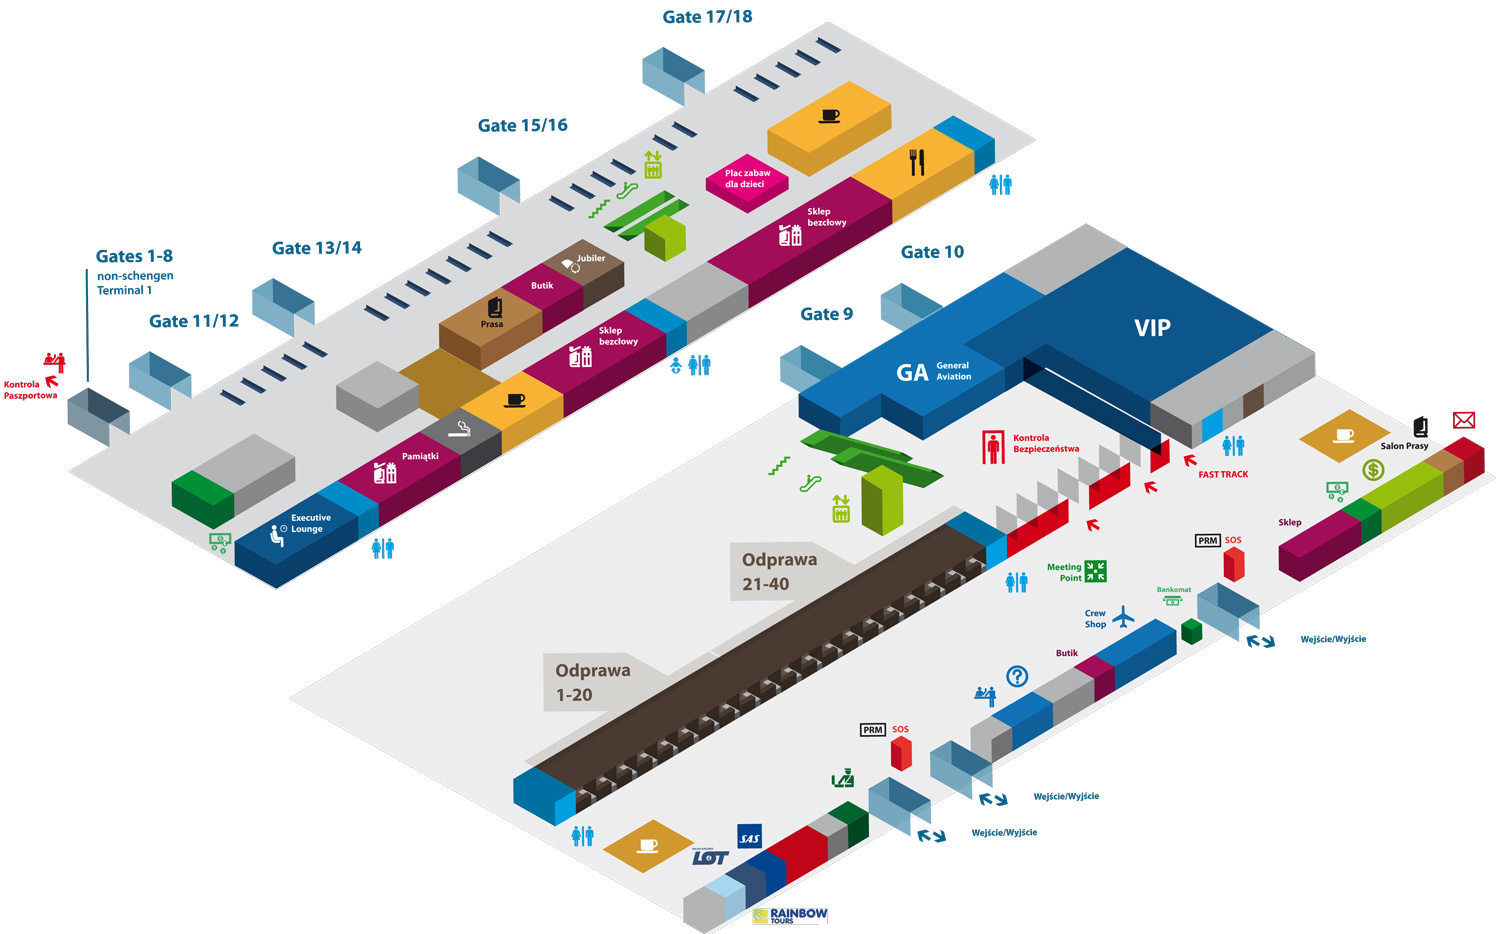 Gate 17/18
Gate 15/16
Gate 13/14
Gates 1-8
non-schengen
Terminal 1
Gate 11/12
Kontrola
Paszportowa
Plac zabaw
dla dzieci
Sklep
bezcłowy
Jubiler
Butik
Prasa
Sklep
bezcłowy
Pamiątki
Executive
Lounge
Gate 10
Gate 9
VIP
GA
General
Aviation
Kontrola
Bezpieczeństwa
FAST TRACK
Salon Prasy
Sklep
PRM
SOS
Odprawa
21-40
Meeting
Point
Bankomat
Crew
Shop
Wejście/Wyjście
Butik
Odprawa
1-20
PRM
SOS
Wejście/Wyjście
Wejście/Wyjście
SAS
LOT
RAINBOW
TOURS